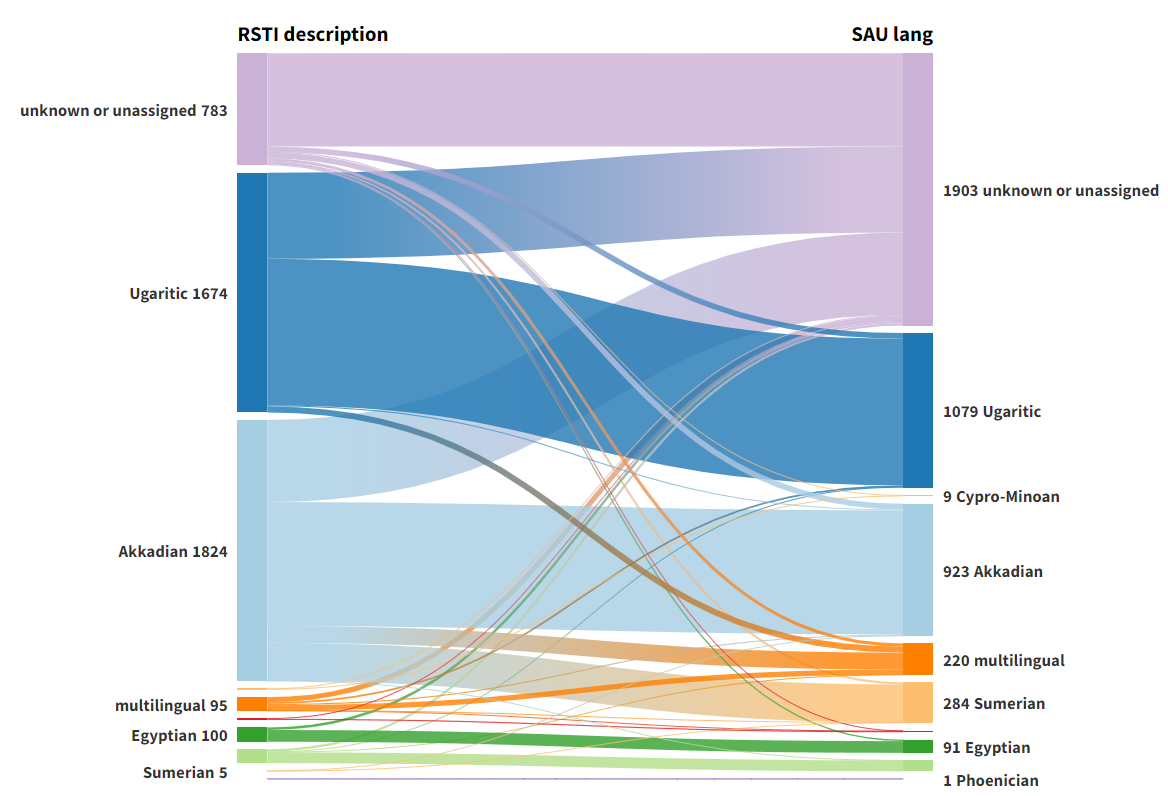 RSTI description
SAU lang
unknown or unassigned 783
1903 unknown or unassigned
Ugaritic 1674
1079 Ugaritic
9 Cypro-Minoan
Akkadian 1824
923 Akkadian
220 multilingual
multilingual 95
284 Sumerian
Egyptian 100
91 Egyptian
Sumerian 5
1 Phoenician